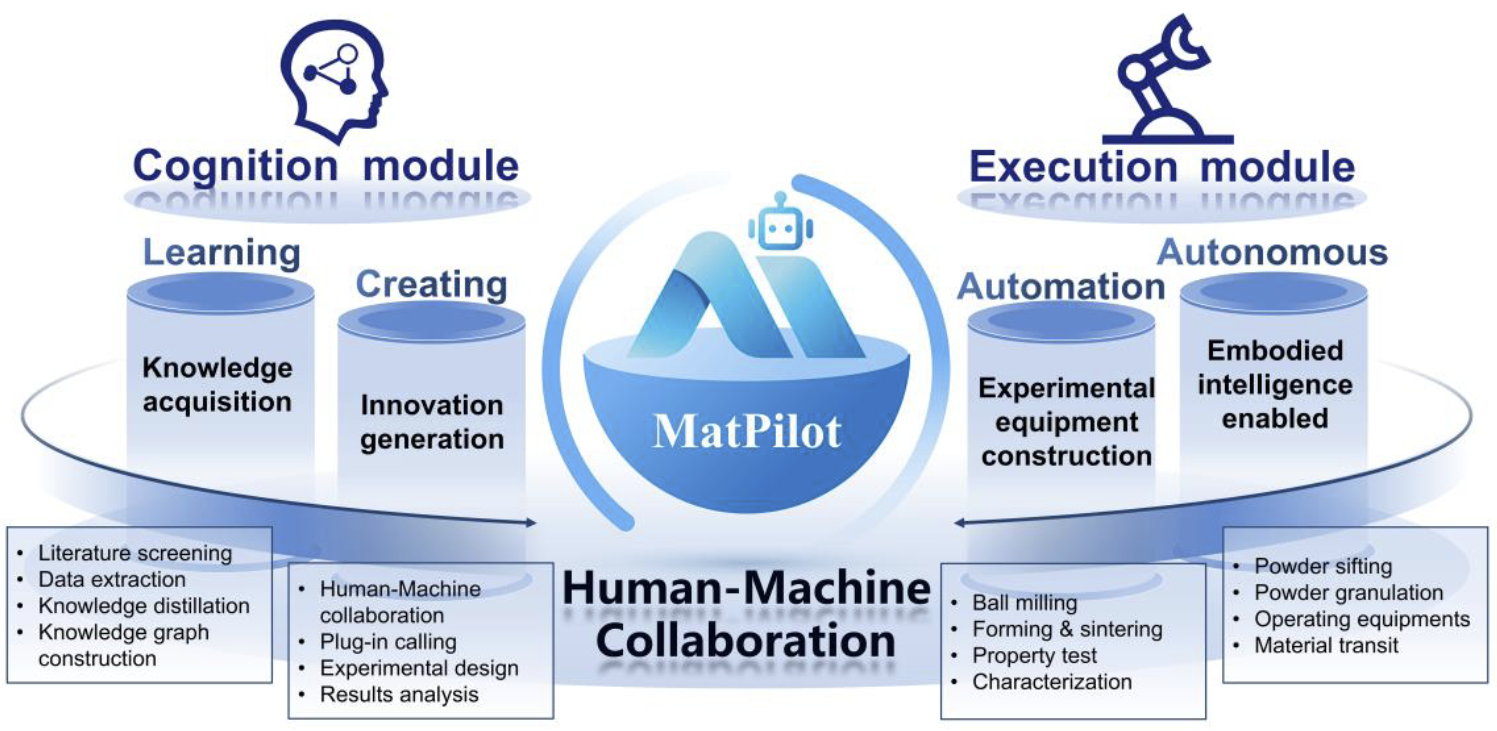 Cognition module
Execution module
Learning
Creating
Automation
Autonomous
Knowledge
acquisition
Innovation
generation
MatPilot
Experimental
equipment
construction
Embodied
intelligence
enabled
• Literature screening
• Data extraction
• Knowledge distillation
• Knowledge graph
construction
• Human-Machine
collaboration
• Plug-in calling
• Experimental design
• Results analysis
Human-Machine
Collaboration
• Ball milling
• Forming & sintering
• Property test
• Characterization
• Powder sifting
• Powder granulation
• Operating equipments
• Material transit